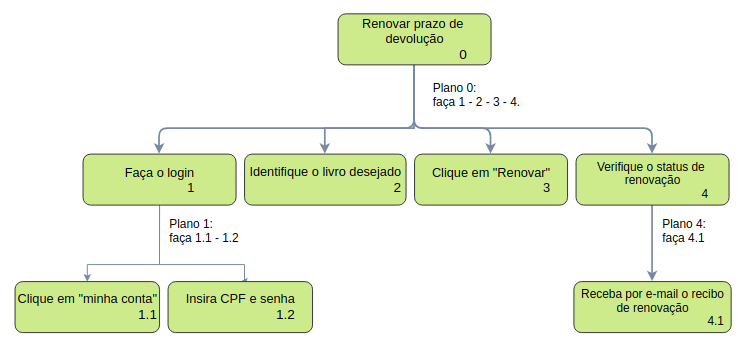 Renovar prazo de
devolução
0
Plano 0:
faça 1 - 2 - 3 - 4.
Faça o login
1
Identifique o livro desejado
2
Clique em "Renovar"
3
Verifique o status de
renovação
4
Plano 1:
faça 1.1 - 1.2
Plano 4:
faça 4.1
Clique em "minha conta"
1.1
Insira CPF e senha
1.2
Receba por e-mail o recibo
de renovação
4.1